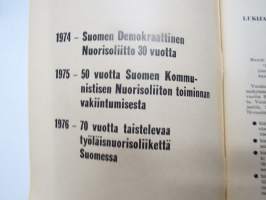 1974 - Suomen Demokraattinen
Nuorisoliitto 30 vuotta
1975 - 50 vuotta Suomen Kommu-
nistisen Nuorisoliiton toiminnan
vakiintumisesta
1976 - 70 vuotta taistelevaa
työläisnuorisoliikettä
Suomessa